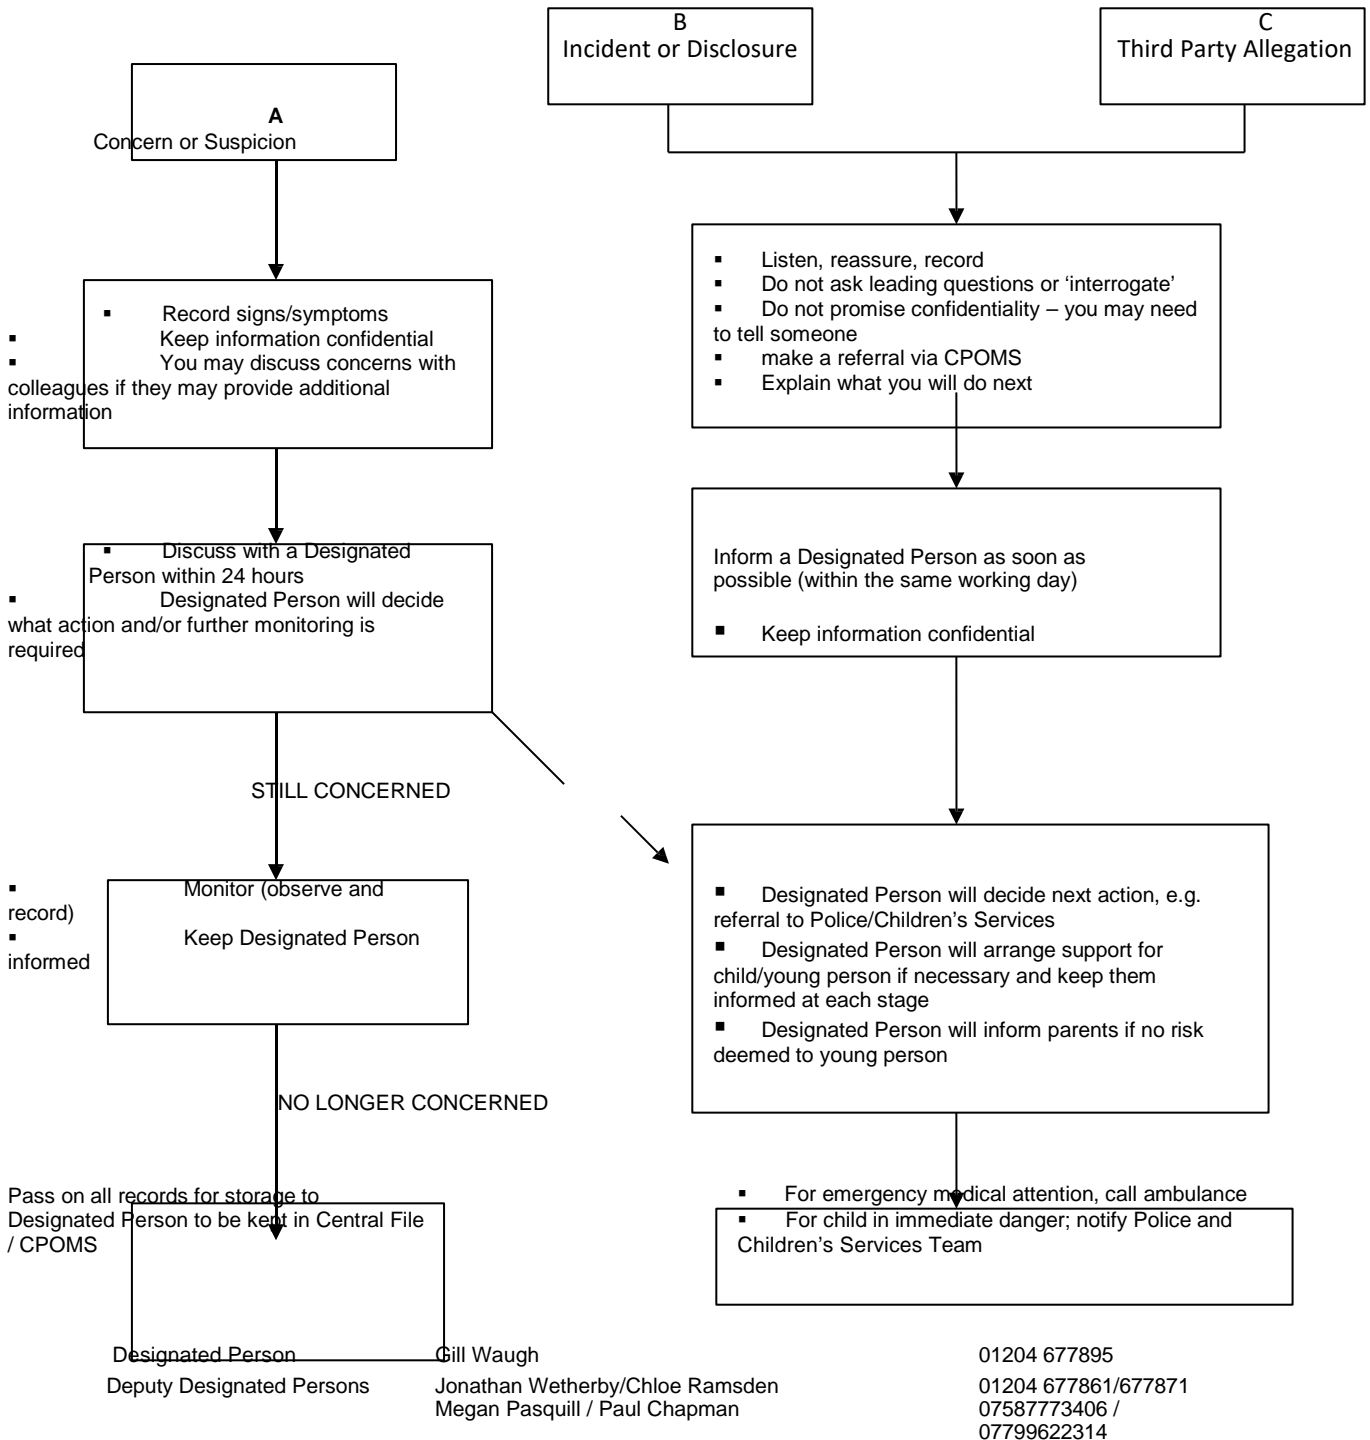 B
Incident or Disclosure
C
Third Party Allegation
A
Concern or Suspicion
▪ Record signs/symptoms
▪ Keep information confidential
▪ You may discuss concerns with
colleagues if they may provide additional
information
▪ Listen, reassure, record
▪ Do not ask leading questions or ‘interrogate’
▪ Do not promise confidentiality – you may need
to tell someone
▪ make a referral via CPOMS
▪ Explain what you will do next
▪ Discuss with a Designated
Person within 24 hours
▪ Designated Person will decide
what action and/or further monitoring is
required
Inform a Designated Person as soon as
possible (within the same working day)
▪ Keep information confidential
STILL CONCERNED
▪ Monitor (observe and
record)
▪ Keep Designated Person
informed
▪ Designated Person will decide next action, e.g.
referral to Police/Children’s Services
▪ Designated Person will arrange support for
child/young person if necessary and keep them
informed at each stage
▪ Designated Person will inform parents if no risk
deemed to young person
NO LONGER CONCERNED
Pass on all records for storage to
Designated Person to be kept in Central File
/ CPOMS
▪ For emergency medical attention, call ambulance
▪ For child in immediate danger; notify Police and
Children’s Services Team
Designated Person Gill Waugh 01204 677895
Deputy Designated Persons Jonathan Wetherby/Chloe Ramsden 01204 677861/677871
Megan Pasquill / Paul Chapman 07587773406 /
07799622314